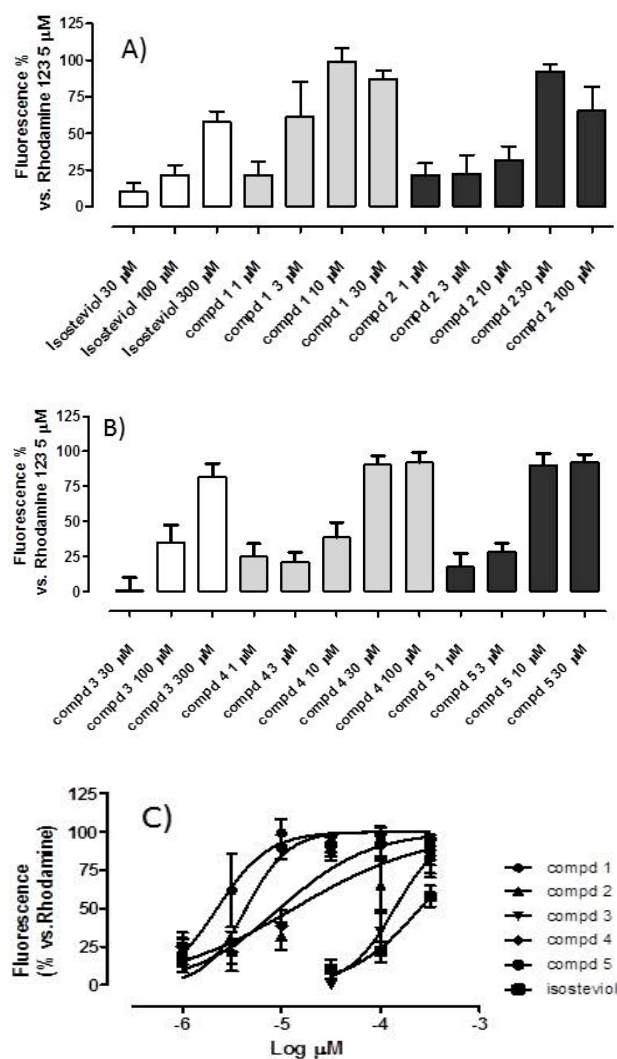 A)
Fluorescence %
vs. Rhodamine 123 5 μM
125
100
75
50
25
0
Isosteviol 30 μM
Isosteviol 100 μM
Isosteviol 300 μM
compd 1 1 μM
compd 1 3 μM
compd 1 10 μM
compd 1 30 μM
compd 2 1 μM
compd 2 3 μM
compd 2 10 μM
compd 2 30 μM
compd 2 100 μM
B)
Fluorescence %
vs. Rhodamine 123 5 μM
125
100
75
50
25
0
compd 3 30 μM
compd 3 100 μM
compd 3 300 μM
compd 4 1 μM
compd 4 3 μM
compd 4 10 μM
compd 4 30 μM
compd 4 100 μM
compd 5 1 μM
compd 5 3 μM
compd 5 10 μM
compd 5 30 μM
C)
Fluorescence
(% vs.Rhodamine)
125
100
75
50
25
0
-6
-5
-4
-3
Log μM
compd 1
compd 2
compd 3
compd 4
compd 5
isosteviol